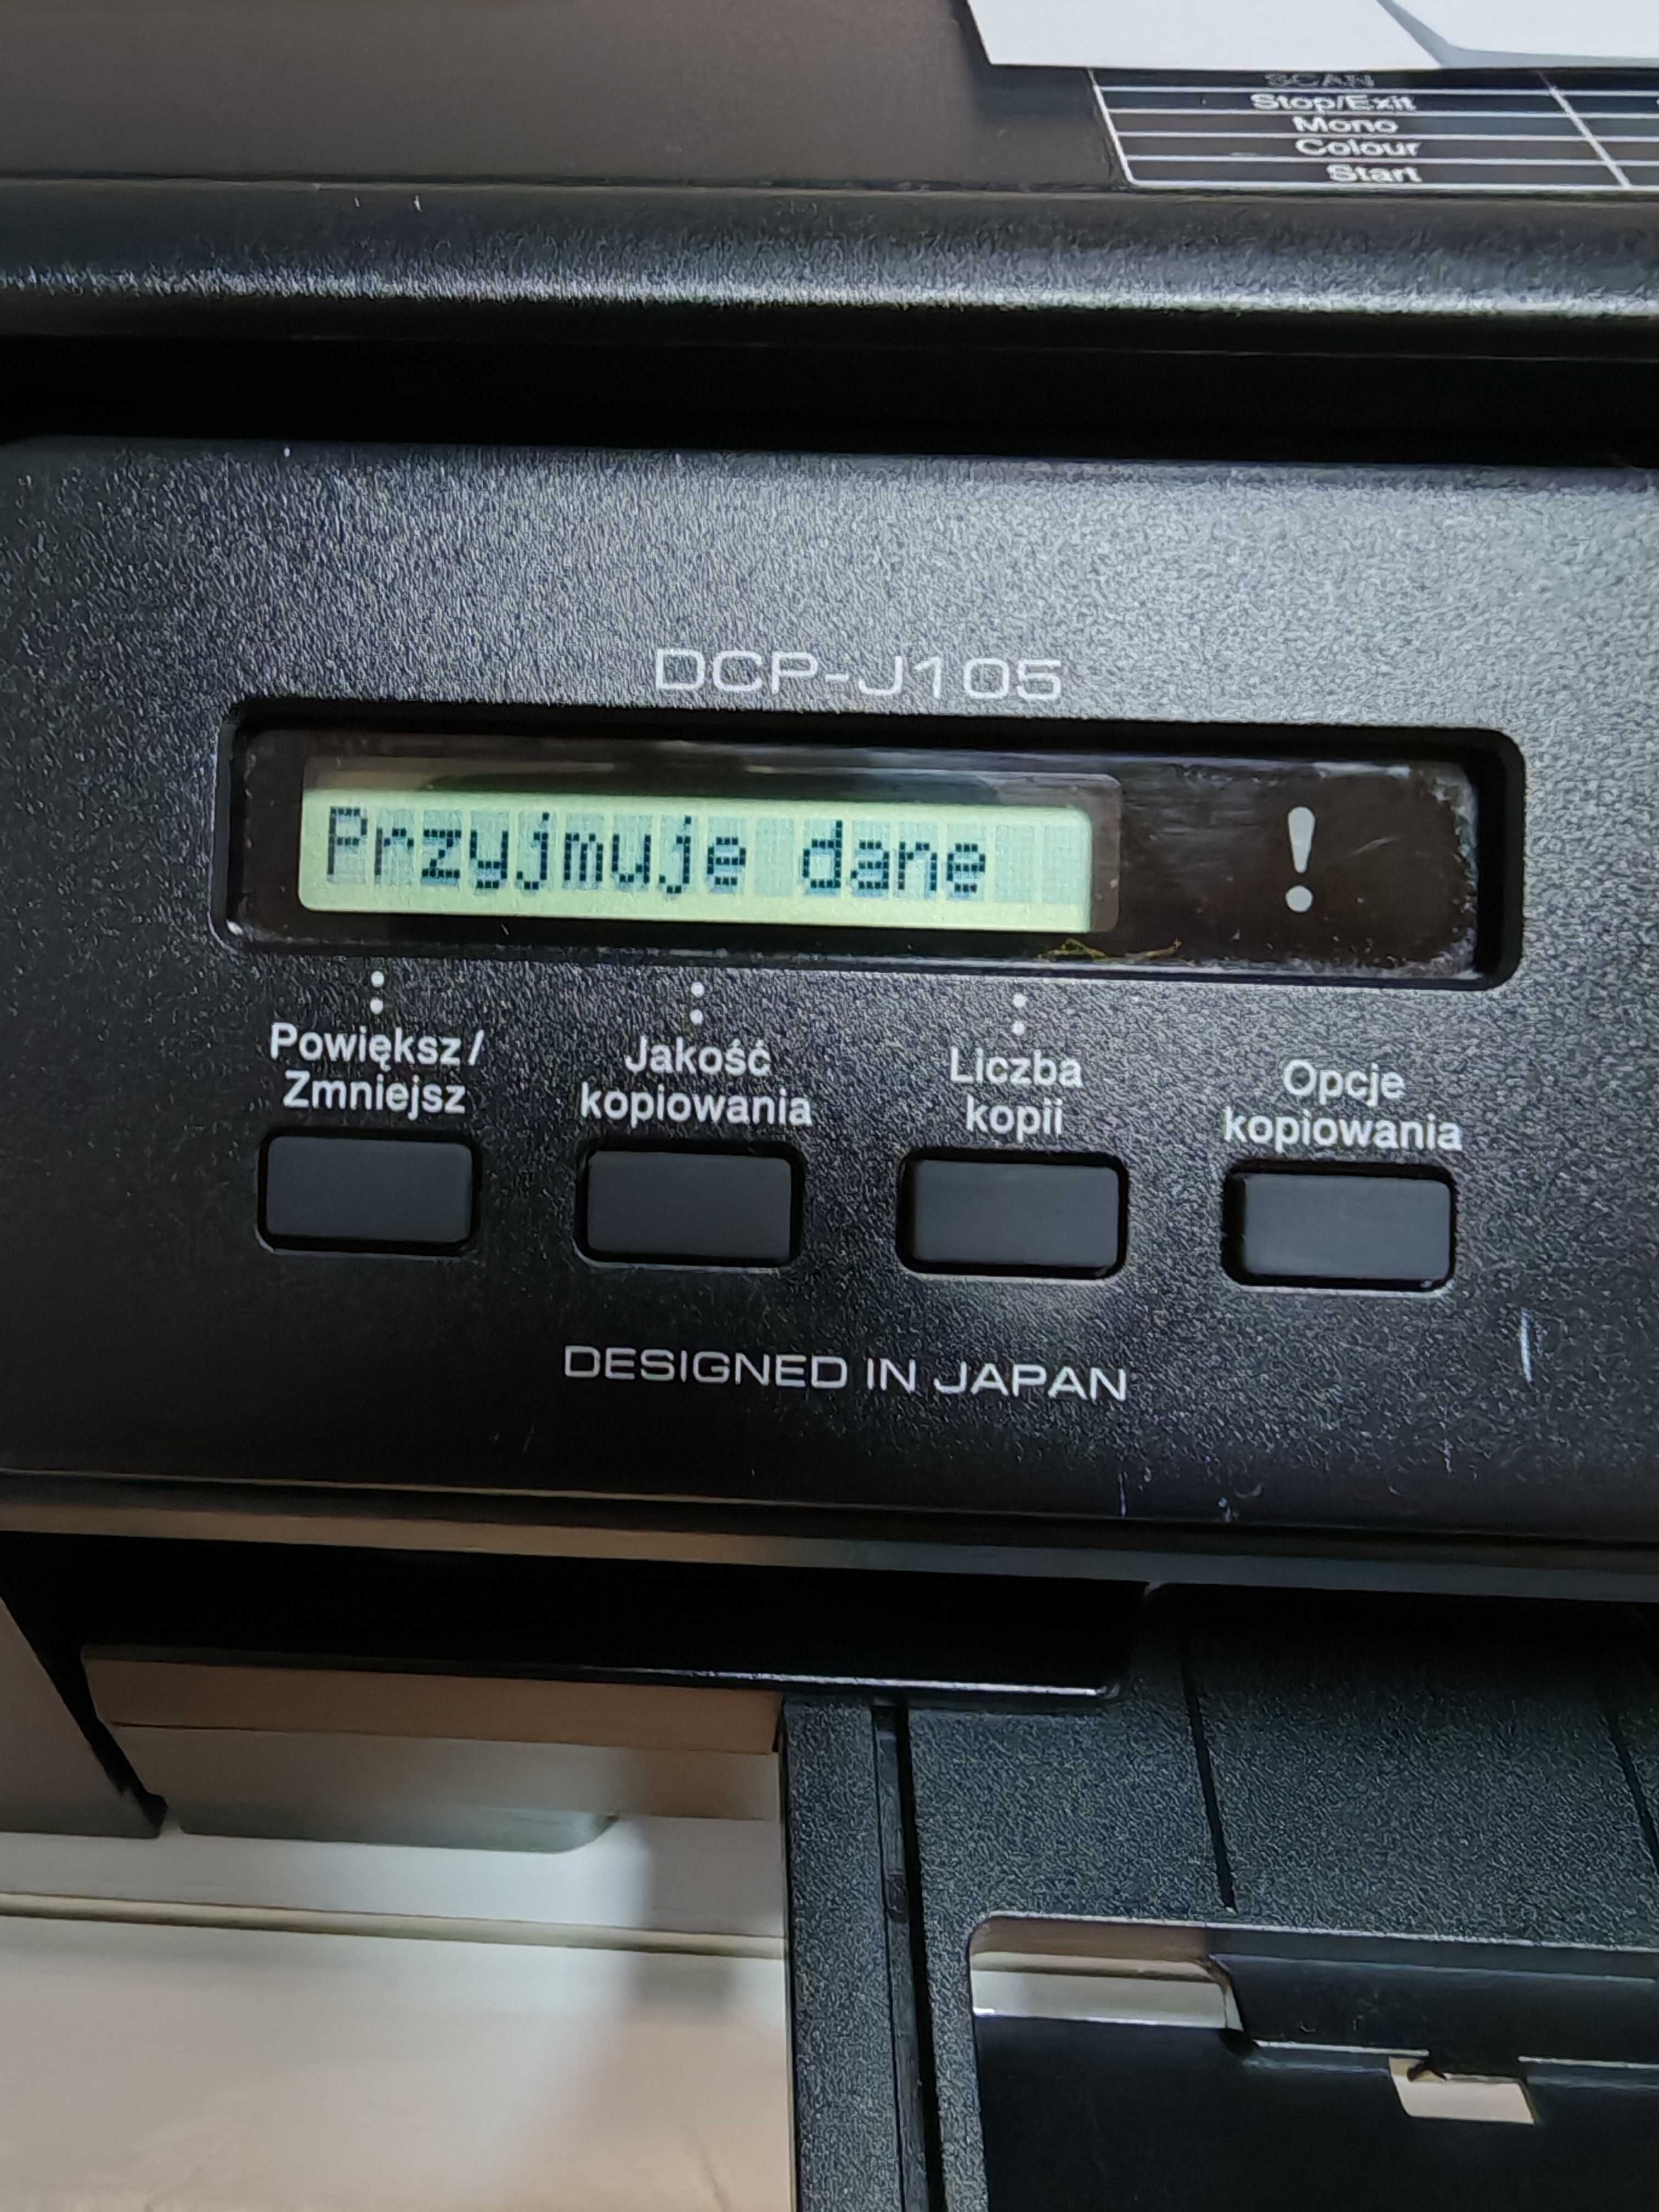 SCAN
Stop/Exit
Mono
Colour
Start
DCP-J105
Przyjmuje dane
!
Powiększ/
Zmniejsz
Jakość
kopiowania
Liczba
kopii
Opcje
kopiowania
DESIGNED IN JAPAN